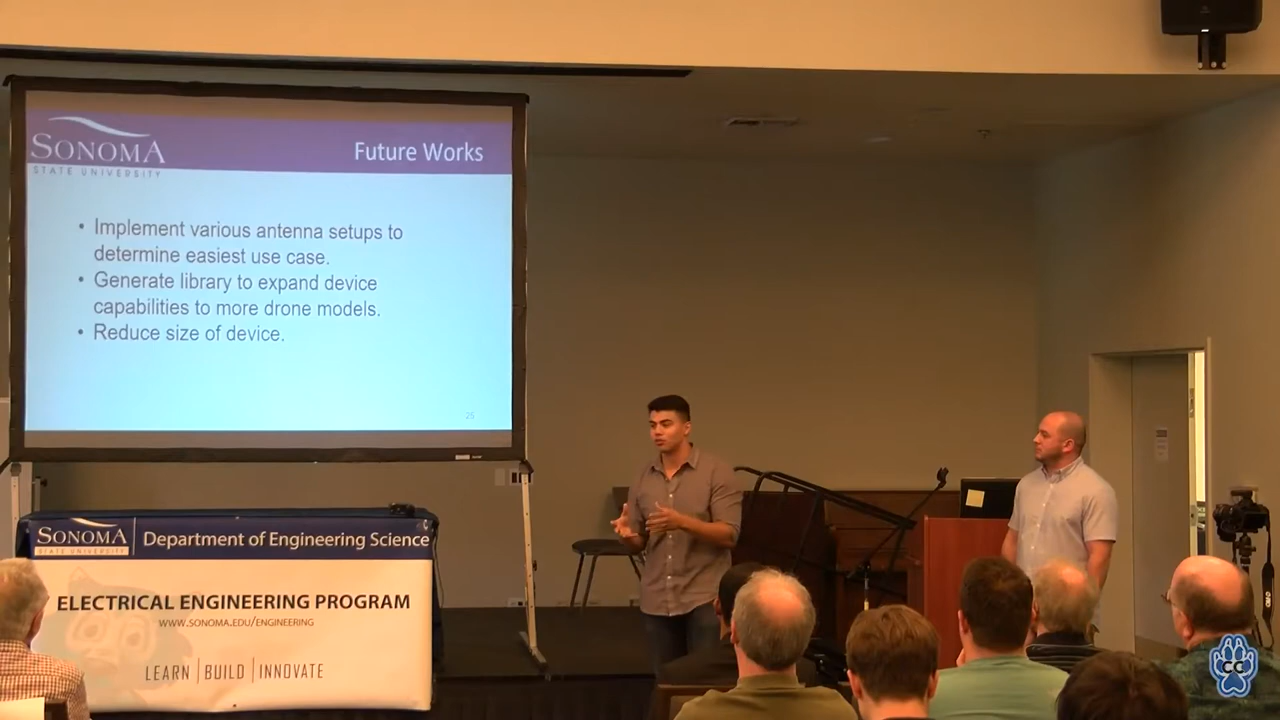 SONOMA
STATE UNIVERSITY
Future Works
• Implement various antenna setups to
determine easiest use case.
• Generate library to expand device
capabilities to more drone models.
• Reduce size of device.
25
SONOMA
STATE UNIVERSITY
Department of Engineering Science
ELECTRICAL ENGINEERING PROGRAM
WWW.SONOMA.EDU/ENGINEERING
LEARN | BUILD | INNOVATE
CC